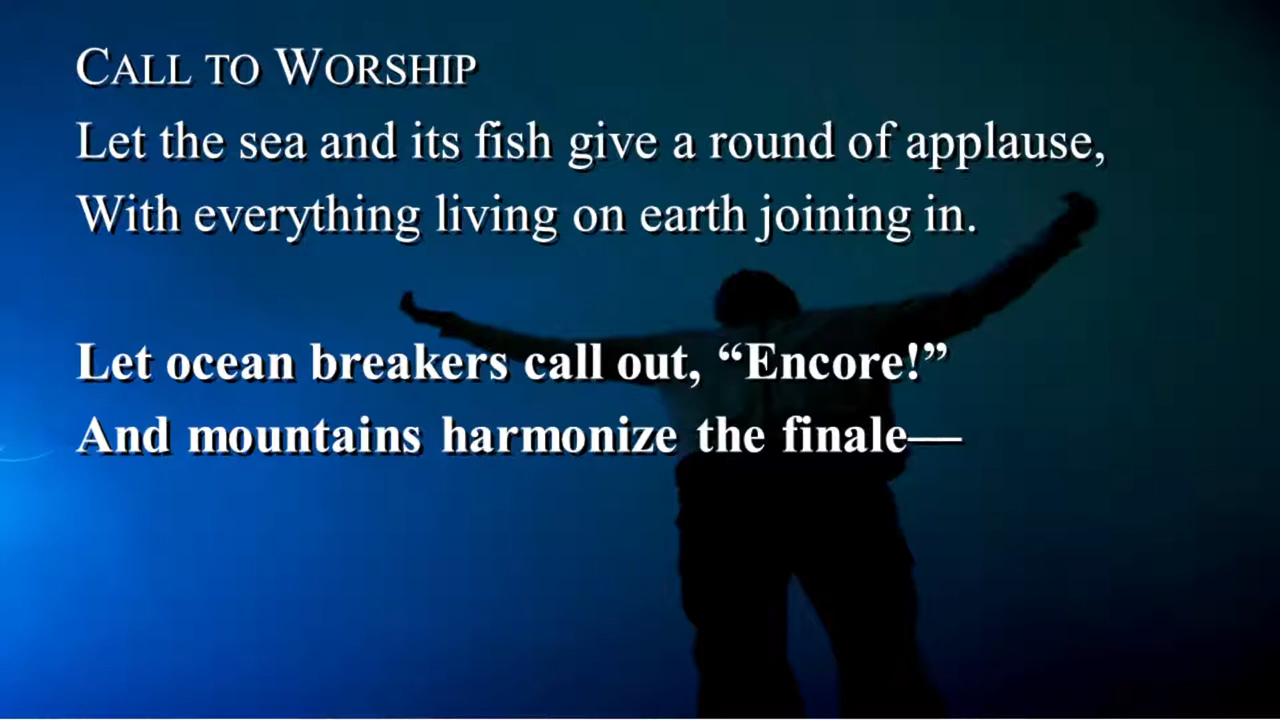 CALL TO WORSHIP
Let the sea and its fish give a round of applause,
With everything living on earth joining in.
Let ocean breakers call out, “Encore!”
And mountains harmonize the finale—